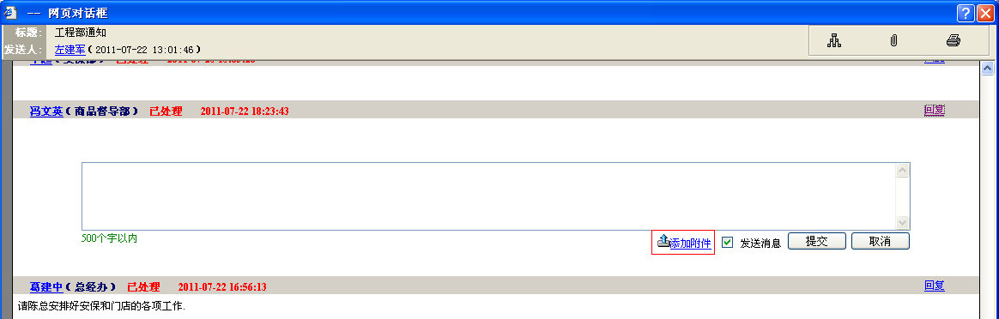 -- 网页对话框
标题: 工程部通知
发送人: 左建军 (2011-07-22 13:01:46)
冯文英 (商品督导部) 已处理 2011-07-22 18:23:43 回复
500个字以内
添加附件 发送消息 提交 取消
葛建中 (总经办) 已处理 2011-07-22 16:56:13 回复
请陈总安排好安保和门店的各项工作.